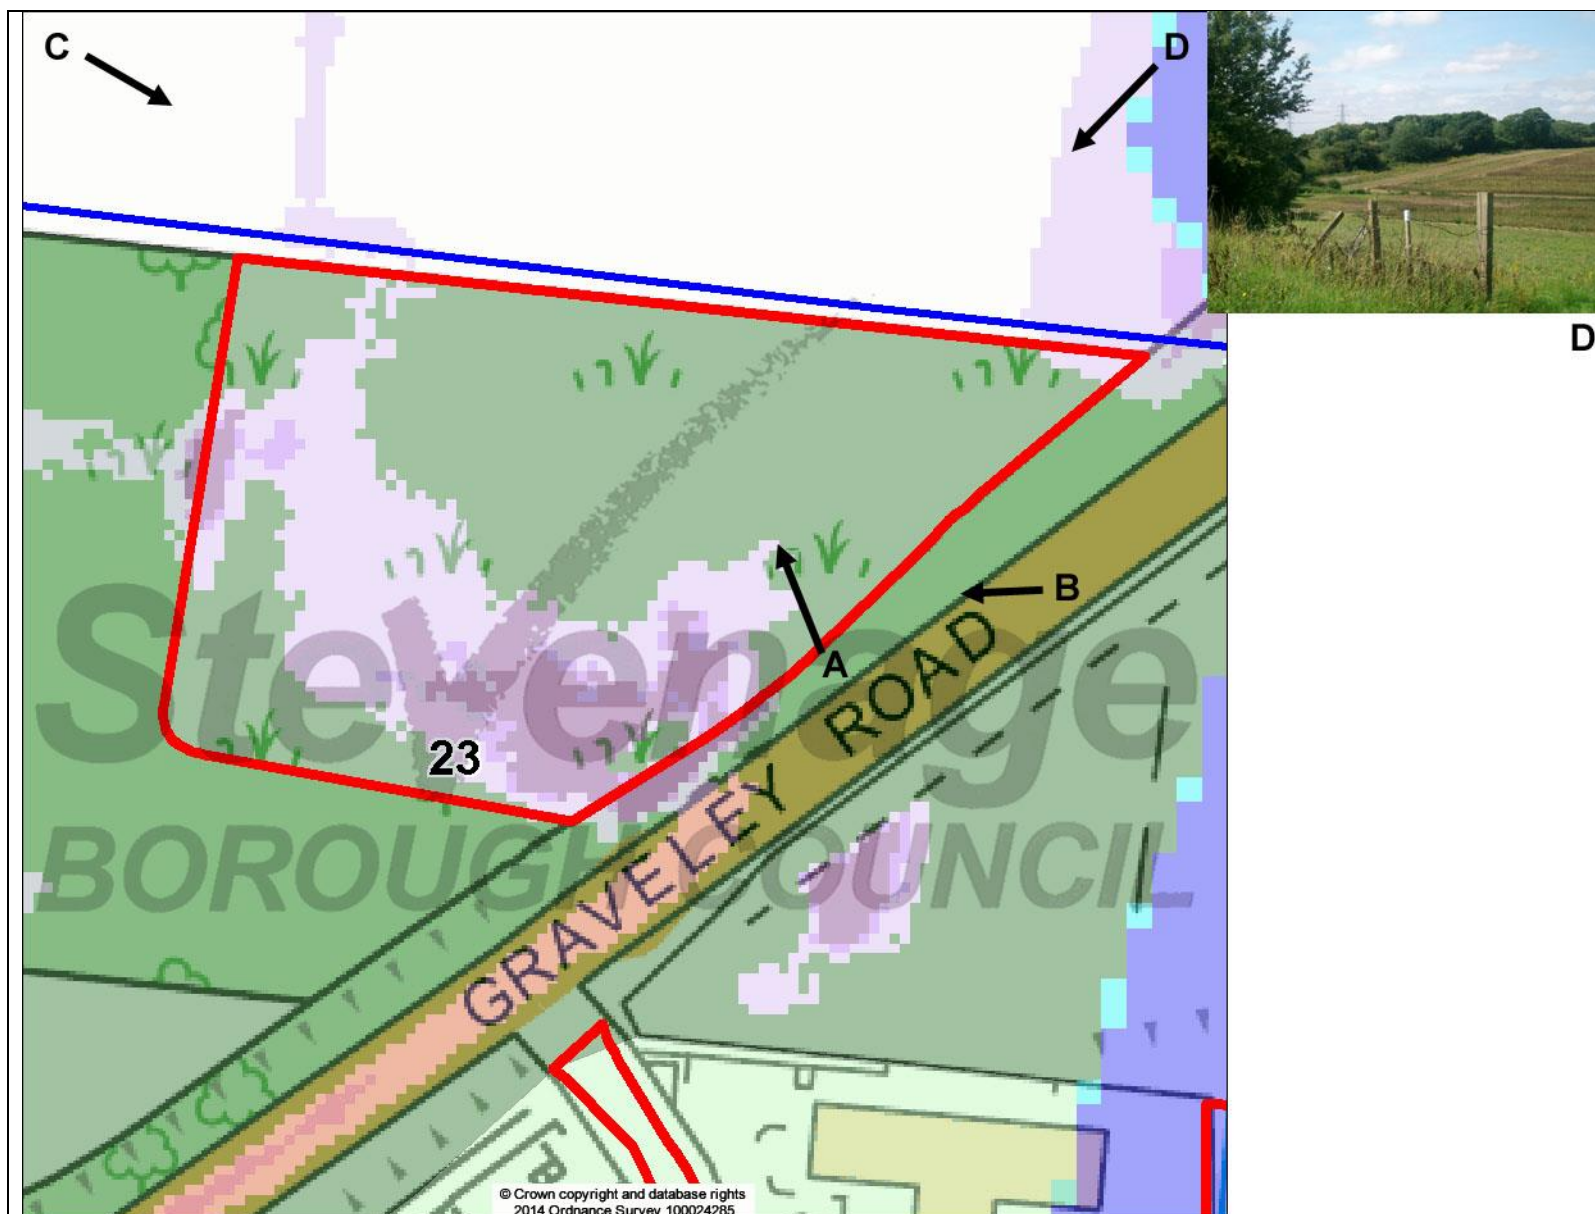 C
D
D
B
A
Stevenage
23
BOROUGH COUNCIL
GRAVELEY ROAD
© Crown copyright and database rights
2014 Ordnance Survey 100024285